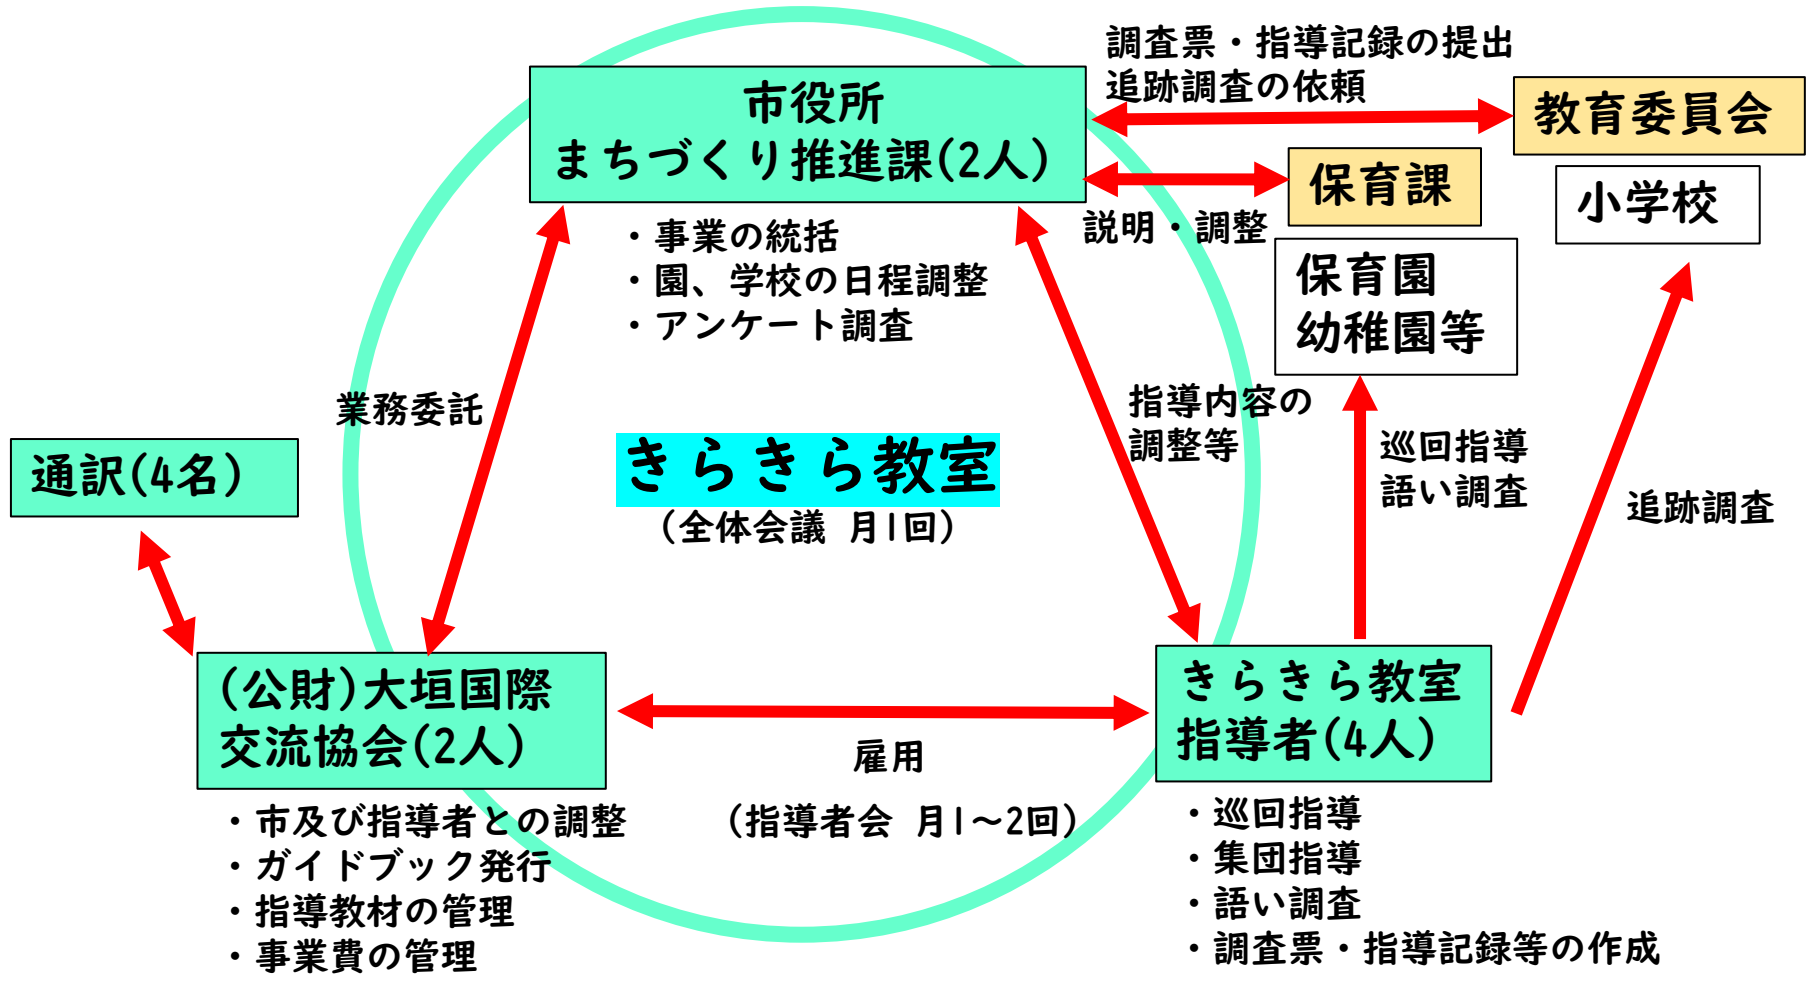 調査票・指導記録の提出
追跡調査の依頼
市役所
まちづくり推進課(2人)
教育委員会
保育課
小学校
説明・調整
・事業の統括
・園、学校の日程調整
・アンケート調査
保育園
幼稚園等
業務委託
指導内容の
調整等
巡回指導
語い調査
通訳(4名)
きらきら教室
(全体会議 月1回)
追跡調査
(公財)大垣国際
交流協会(2人)
きらきら教室
指導者(4人)
雇用
(指導者会 月1~2回)
・市及び指導者との調整
・ガイドブック発行
・指導教材の管理
・事業費の管理
・巡回指導
・集団指導
・語い調査
・調査票・指導記録等の作成